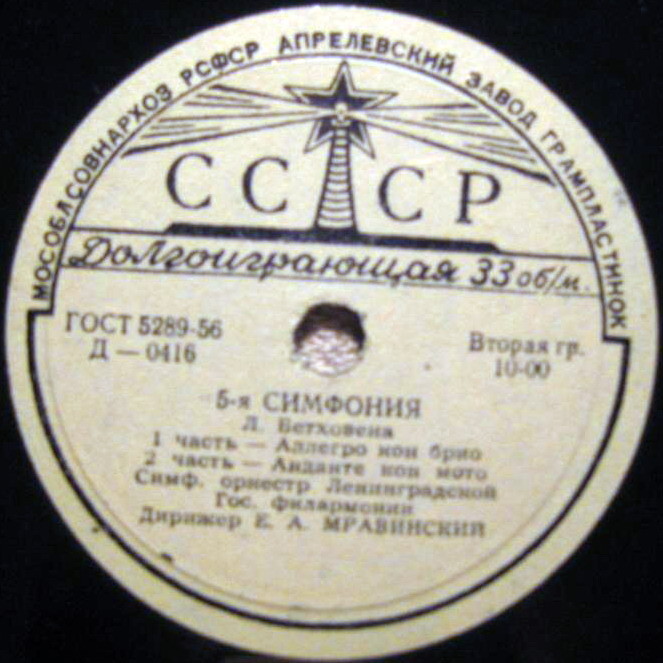 МОСОБЛСОВНАРХОЗ РСФСР АПРЕЛЕВСКИЙ ЗАВОД ГРАМПЛАСТИНОК
СССР
Долгоиграющая 33 об/м.
ГОСТ 5289-56
Д — 0416
Вторая гр.
10-00
5-я СИМФОНИЯ
Л. Бетховена
1 часть — Аллегро кон брио
2 часть — Анданте кон мото
Симф. оркестр Ленинградской
Гос. филармонии
Дирижер Е. А. МРАВИНСКИЙ